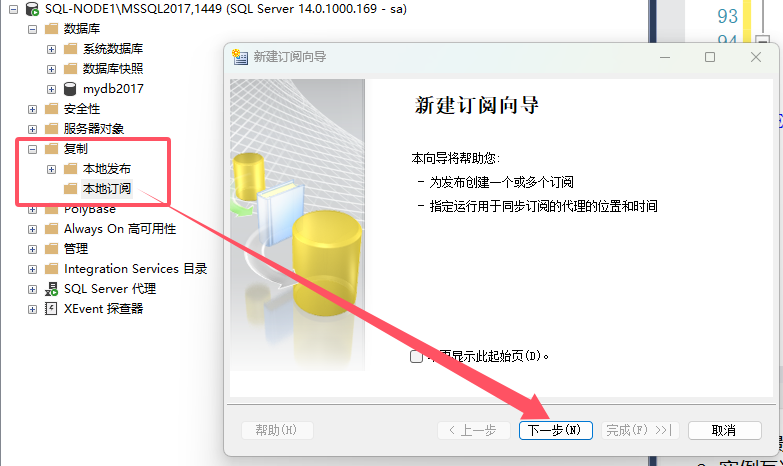 SQL-NODE1\MSSQL2017,1449 (SQL Server 14.0.1000.169 - sa)
数据库
系统数据库
数据库快照
mydb2017
安全性
服务器对象
复制
本地发布
本地订阅
PolyBase
Always On 高可用性
管理
Integration Services 目录
SQL Server 代理
XEvent 探查器
93
94
新建订阅向导
新建订阅向导
本向导将帮助您:
- 为发布创建一个或多个订阅
- 指定运行用于同步订阅的代理的位置和时间
再显示此起始页(D)。
帮助(H)
< 上一步
下一步(N)
完成(F) >>|
取消